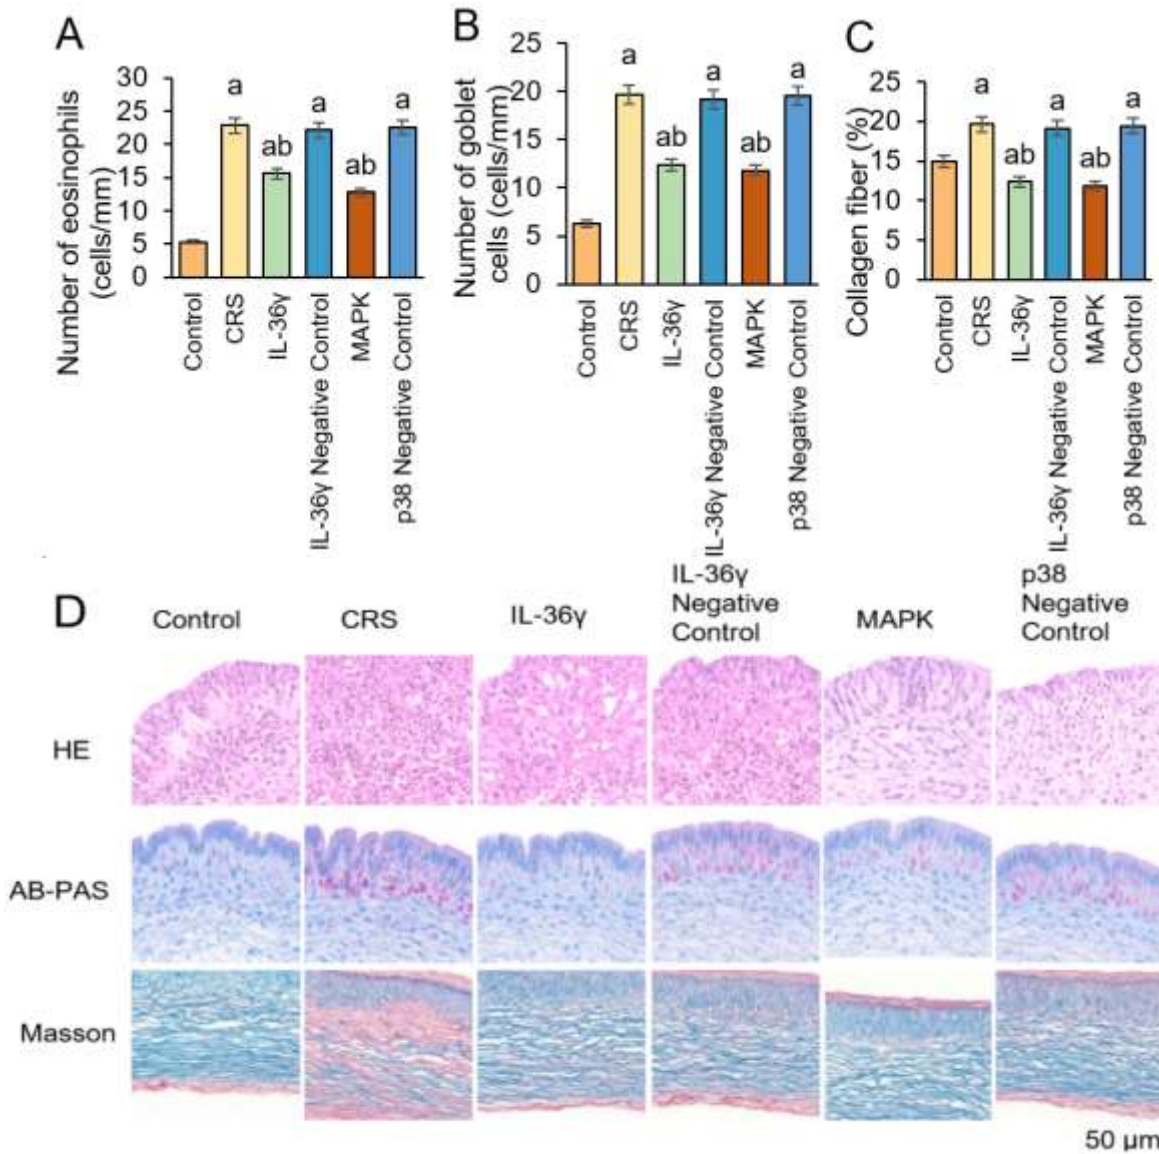 A
Number of eosinophils
(cells/mm)
30
25
20
15
10
5
0
a
ab
a
ab
a
Control
CRS
IL-36γ
IL-36γ Negative Control
MAPK
p38 Negative Control
B
Number of goblet
cells (cells/mm)
25
20
15
10
5
0
a
ab
a
ab
a
Control
CRS
IL-36γ
IL-36γ Negative Control
MAPK
p38 Negative Control
C
Collagen fiber (%)
25
20
15
10
5
0
a
ab
a
ab
a
Control
CRS
IL-36γ
IL-36γ Negative Control
MAPK
p38 Negative Control
D
Control
CRS
IL-36γ
IL-36γ
Negative
Control
MAPK
p38
Negative
Control
HE
AB-PAS
Masson
50 μm